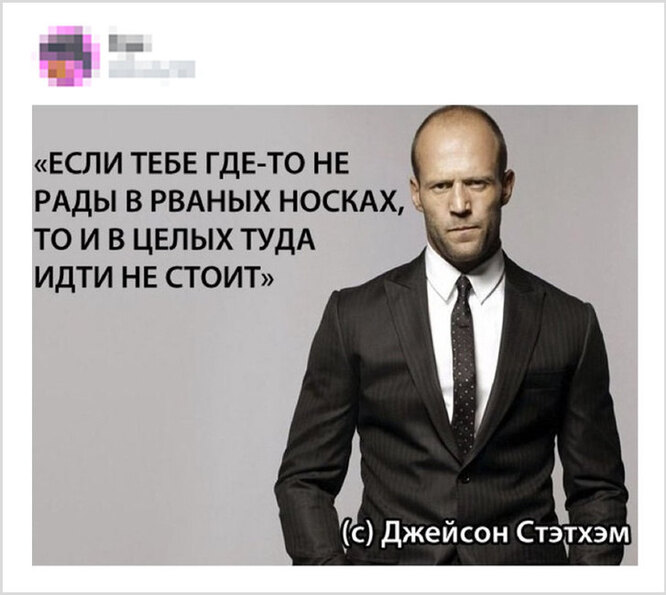 «ЕСЛИ ТЕБЕ ГДЕ-ТО НЕ
РАДЫ В РВАНЫХ НОСКАХ,
ТО И В ЦЕЛЫХ ТУДА
ИДТИ НЕ СТОИТ»
(с) Джейсон Стэтхэм